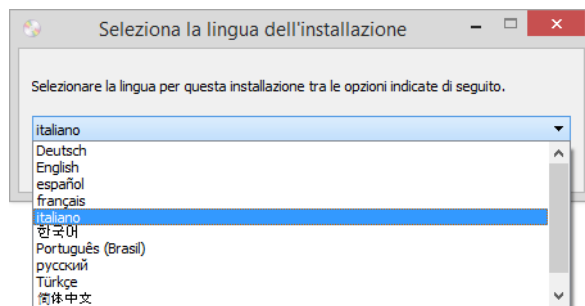 Seleziona la lingua dell'installazione
Selezionare la lingua per questa installazione tra le opzioni indicate di seguito.
italiano
Deutsch
English
español
français
italiano
한국어
Português (Brasil)
русский
Türkçe
简体中文